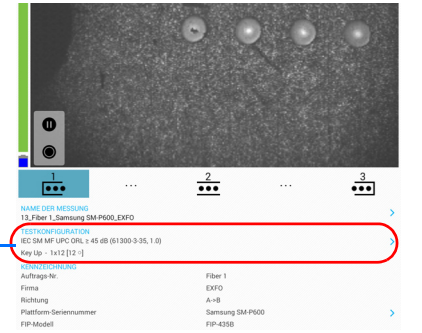 1
...
2
...
3
NAME DER MESSUNG
13_Fiber 1_Samsung SM-P600_EXFO
TESTKONFIGURATION
IEC SM MF UPC ORL ≥ 45 dB (61300-3-35, 1.0)
Key Up - 1x12 [12 ▫]
KENNZEICHNUNG
Auftrags-Nr. Fiber 1
Firma EXFO
Richtung A->B
Plattform-Seriennummer Samsung SM-P600
FIP-Modell FIP-435B